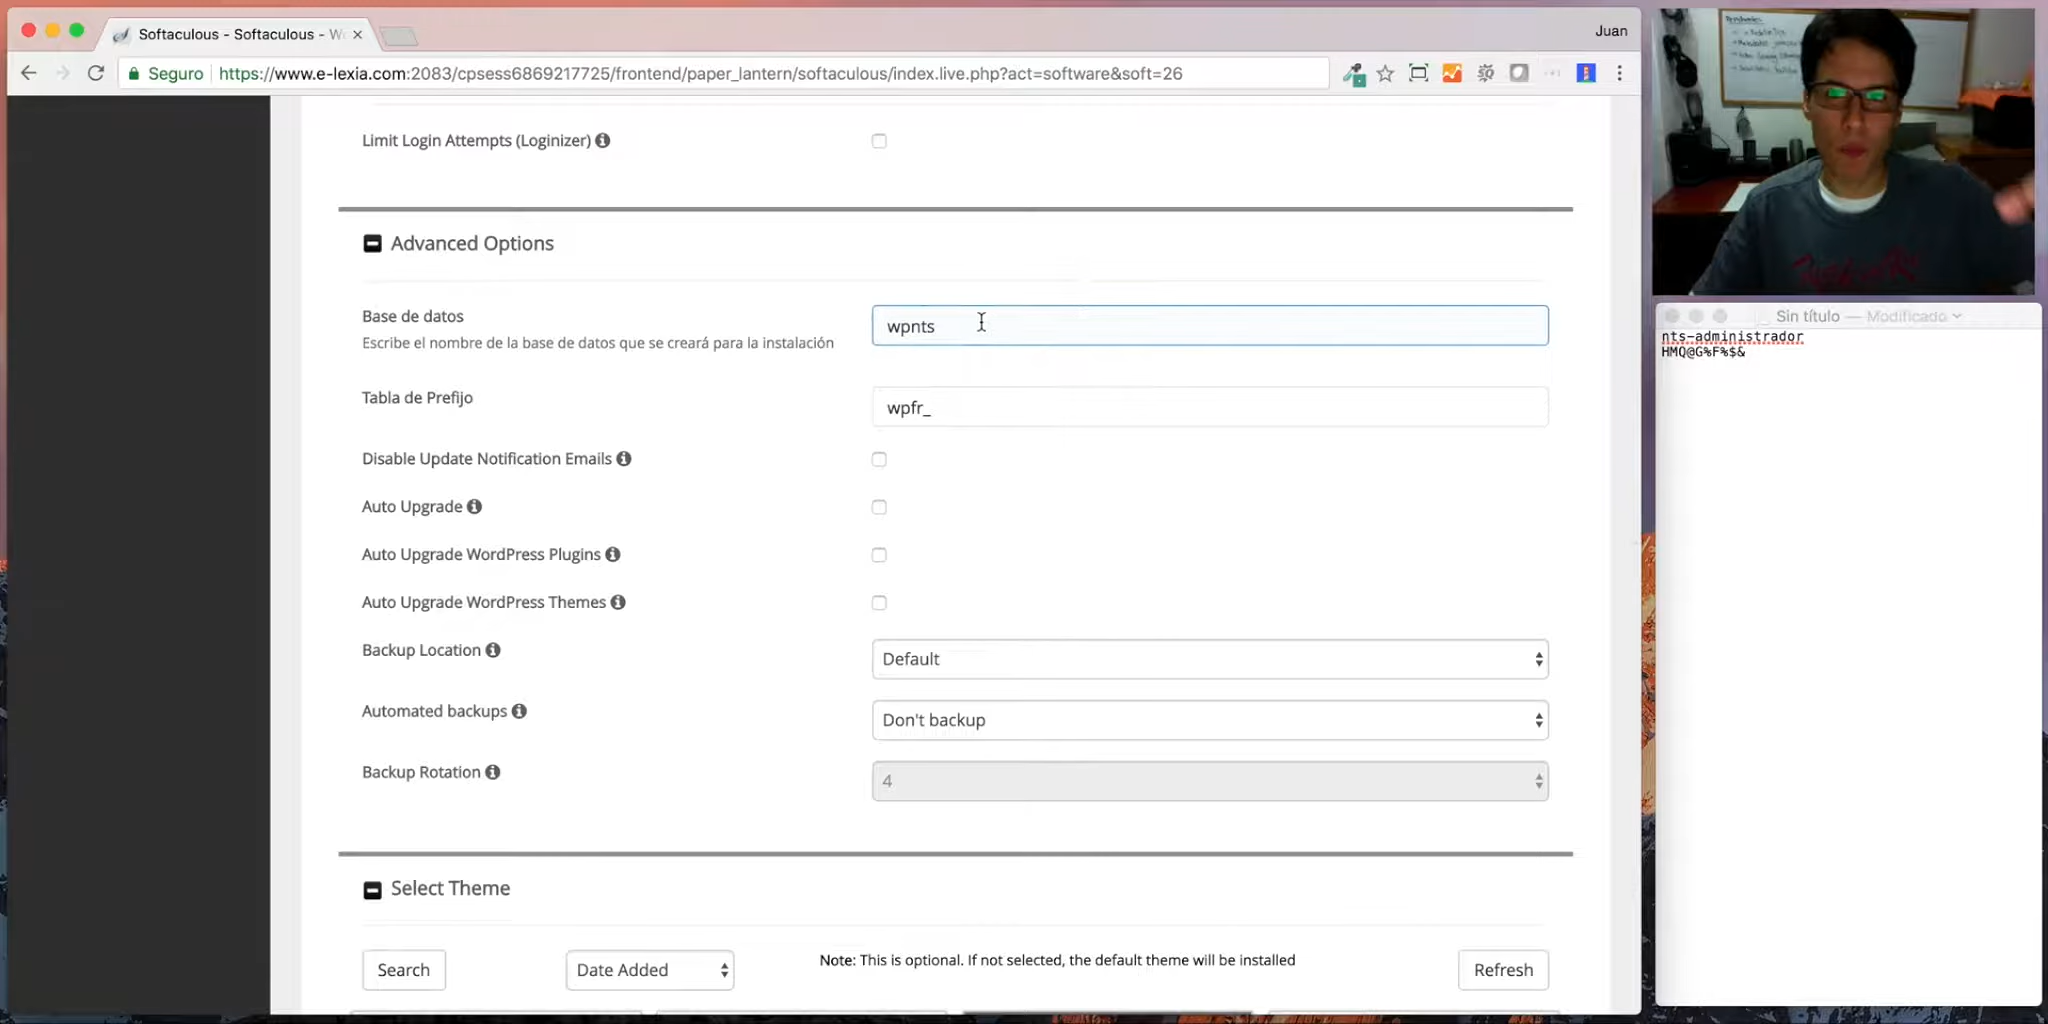 Softaculous - Softaculous - W
Juan
Seguro
https://www.e-lexia.com:2083/cpsess6869217725/frontend/paper_lantern/softaculous/index.live.php?act=software&soft=26
Limit Login Attempts (Loginizer)
Advanced Options
Base de datos
wpnts
Escribe el nombre de la base de datos que se creará para la instalación
Tabla de Prefijo
wpfr_
Disable Update Notification Emails
Auto Upgrade
Auto Upgrade WordPress Plugins
Auto Upgrade WordPress Themes
Backup Location
Default
Automated backups
Don't backup
Backup Rotation
4
Select Theme
Search
Date Added
Note: This is optional. If not selected, the default theme will be installed
Refresh
Sin título — Modificado
nts-administrador
HMQ@G%F%$&